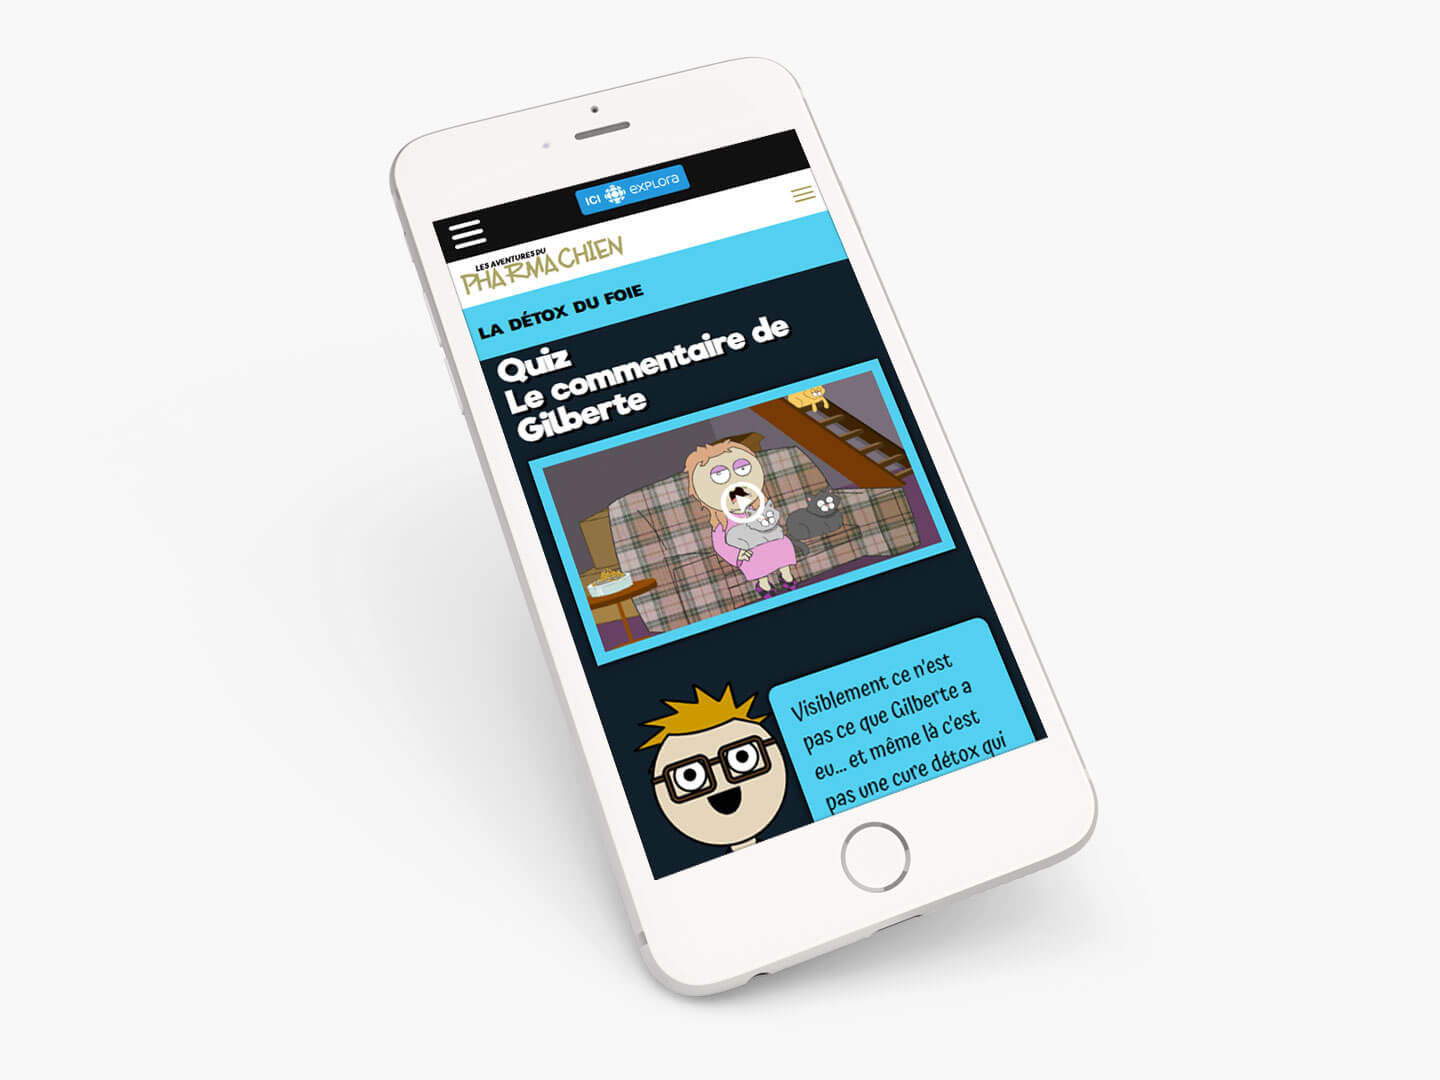 ICI explora
LES AVENTURES DU
PHARMACHIEN
LA DÉTOX DU FOIE
Quiz
Le commentaire de
Gilberte
Visiblement ce n'est
pas ce que Gilberte a
eu... et même là c'est
pas une cure détox qui